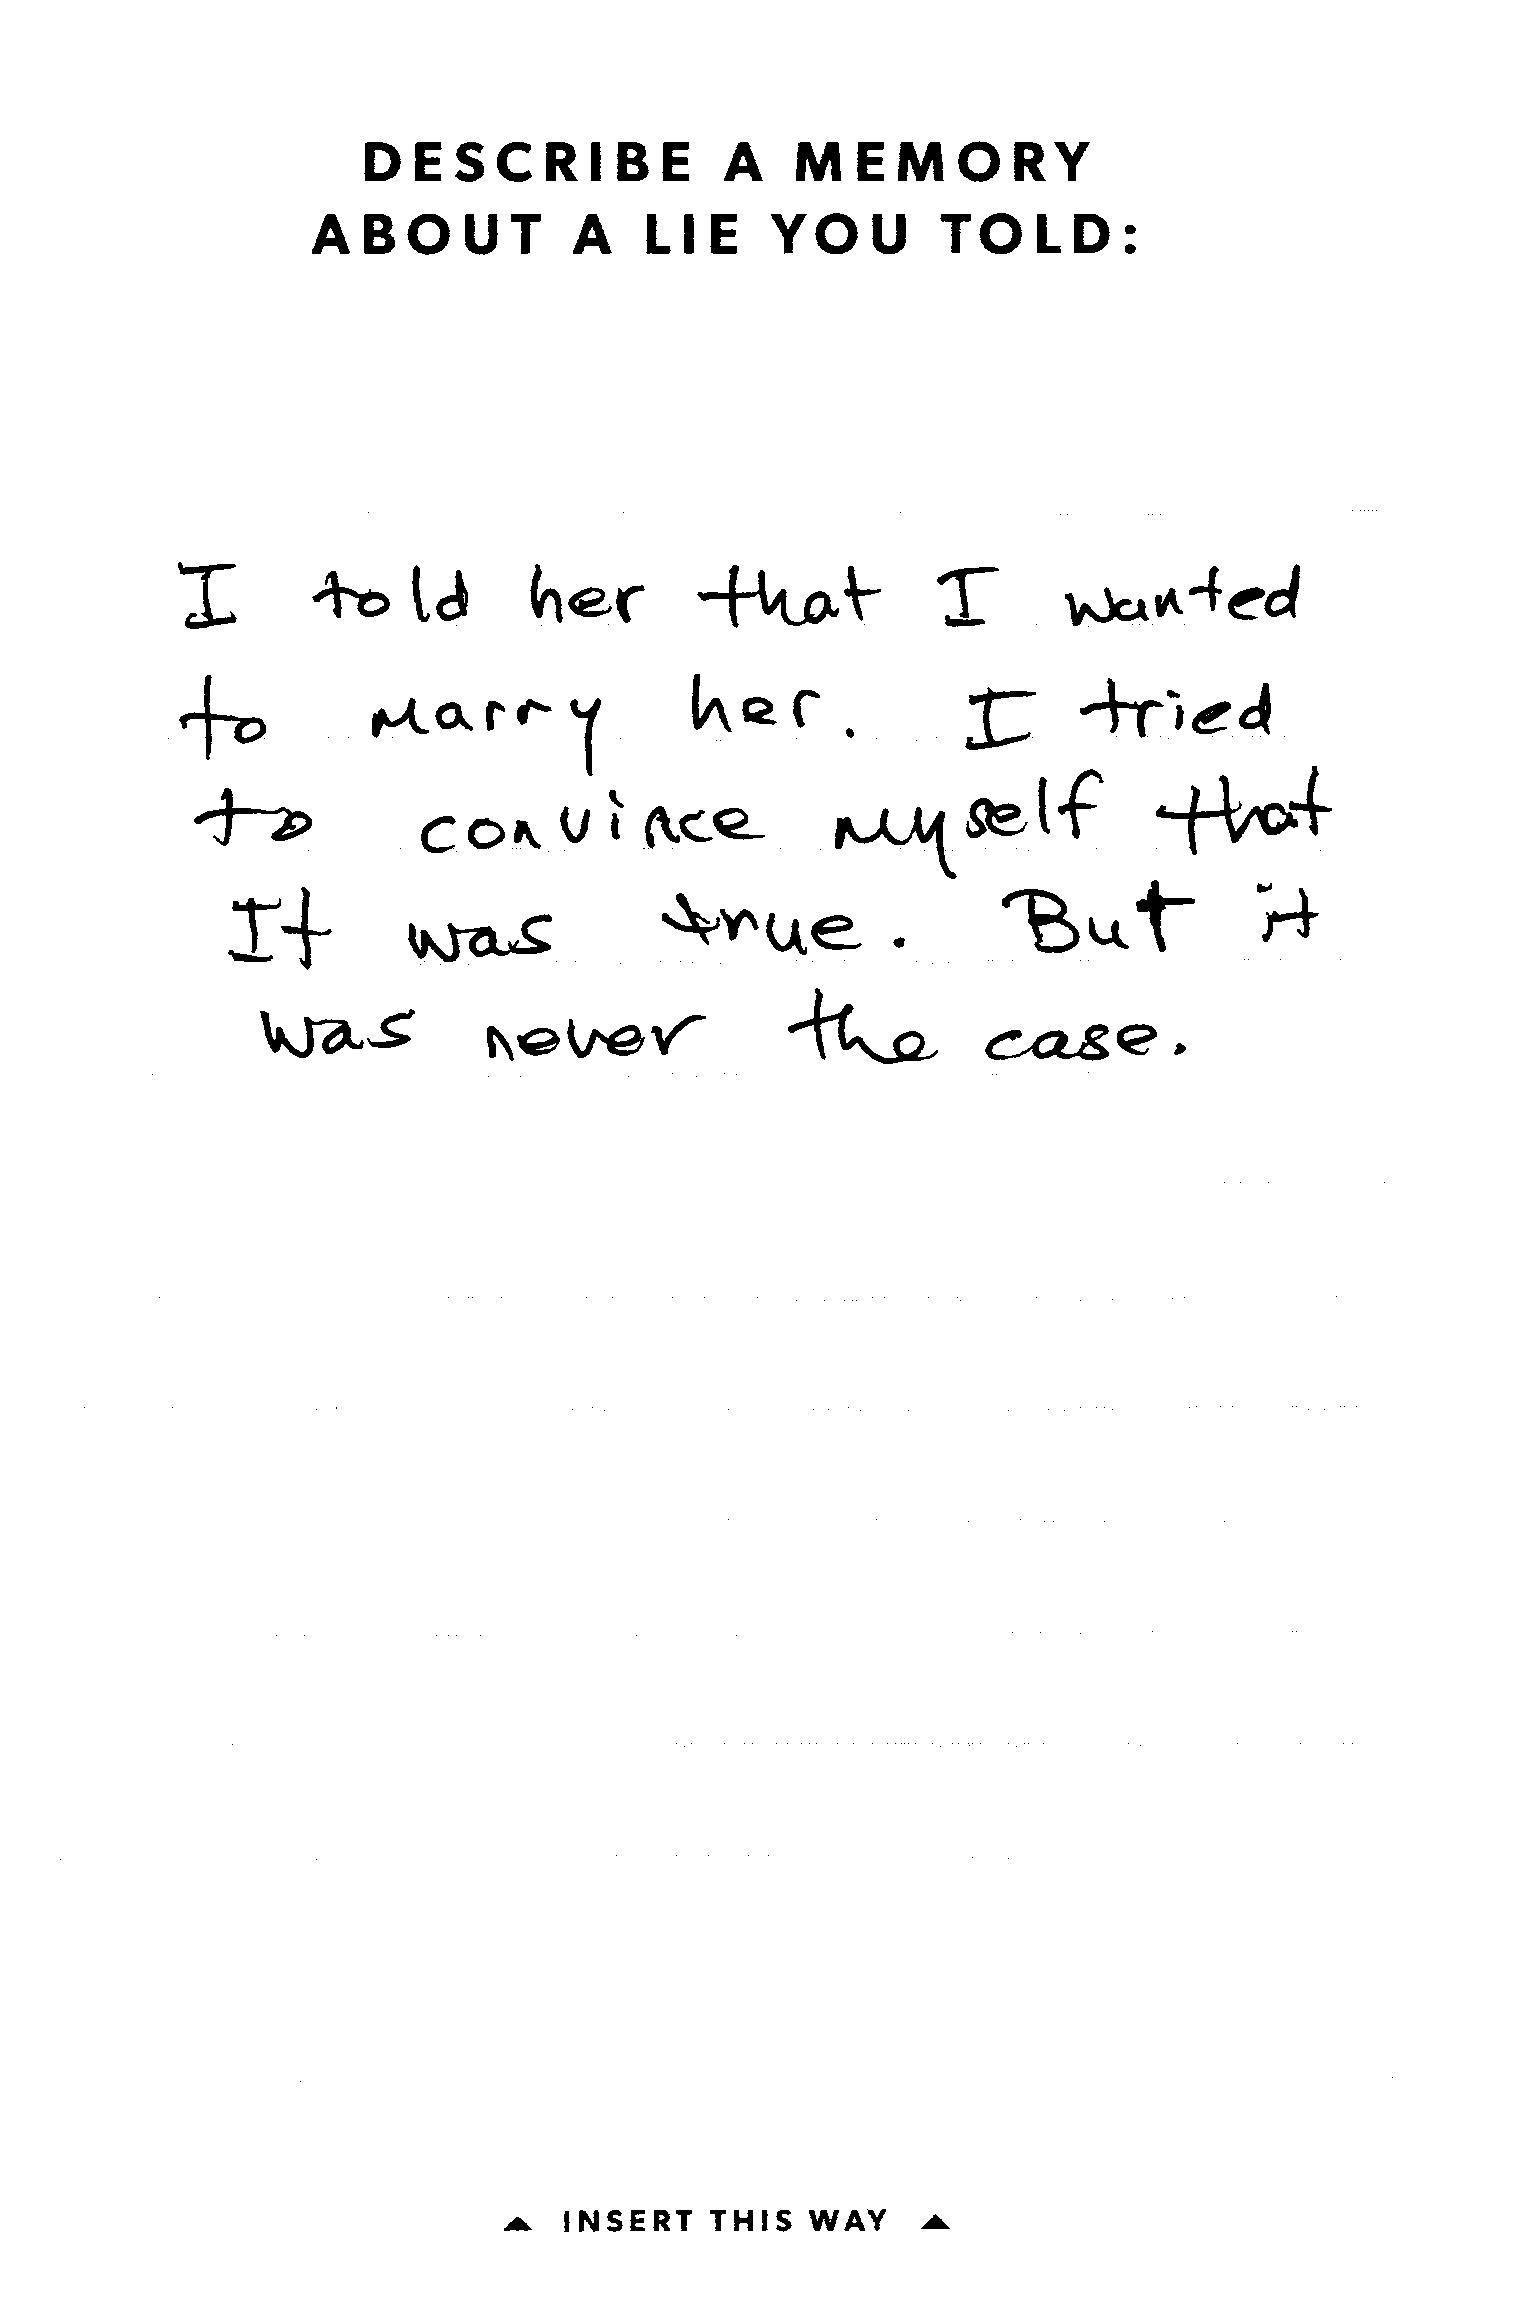 DESCRIBE A MEMORY
ABOUT A LIE YOU TOLD:
I told her that I wanted
to marry her. I tried
to convince myself that
It was true. But it
was never the case.
▲ INSERT THIS WAY ▲